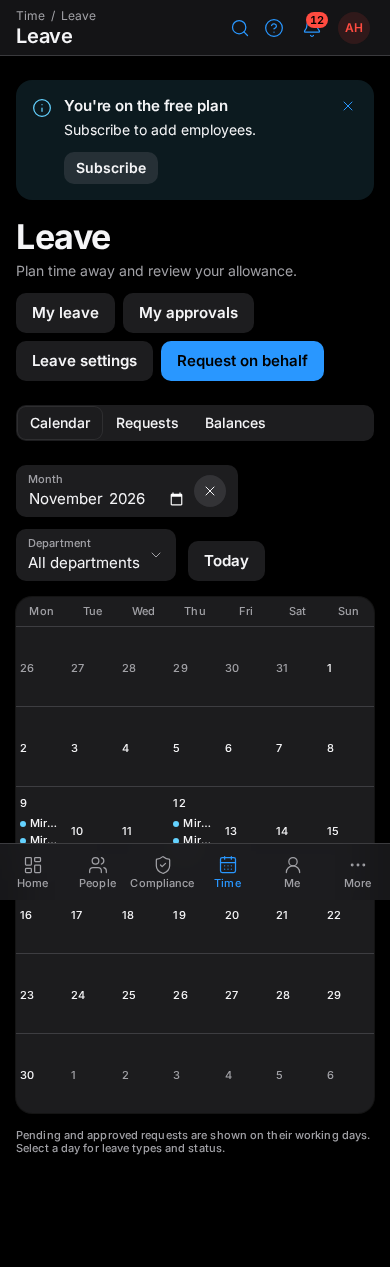 Time / Leave
Leave
12
AH
You're on the free plan
Subscribe to add employees.
Subscribe
Leave
Plan time away and review your allowance.
My leave My approvals
Leave settings Request on behalf
Calendar Requests Balances
Month
November 2026
Department
All departments
Today
Mon Tue Wed Thu Fri Sat Sun
26 27 28 29 30 31 1
2 3 4 5 6 7 8
9 10 11 12 13 14 15
Mir... Mir...
Mir... Mir...
Home People Compliance Time Me More
16 17 18 19 20 21 22
23 24 25 26 27 28 29
30 1 2 3 4 5 6
Pending and approved requests are shown on their working days.
Select a day for leave types and status.